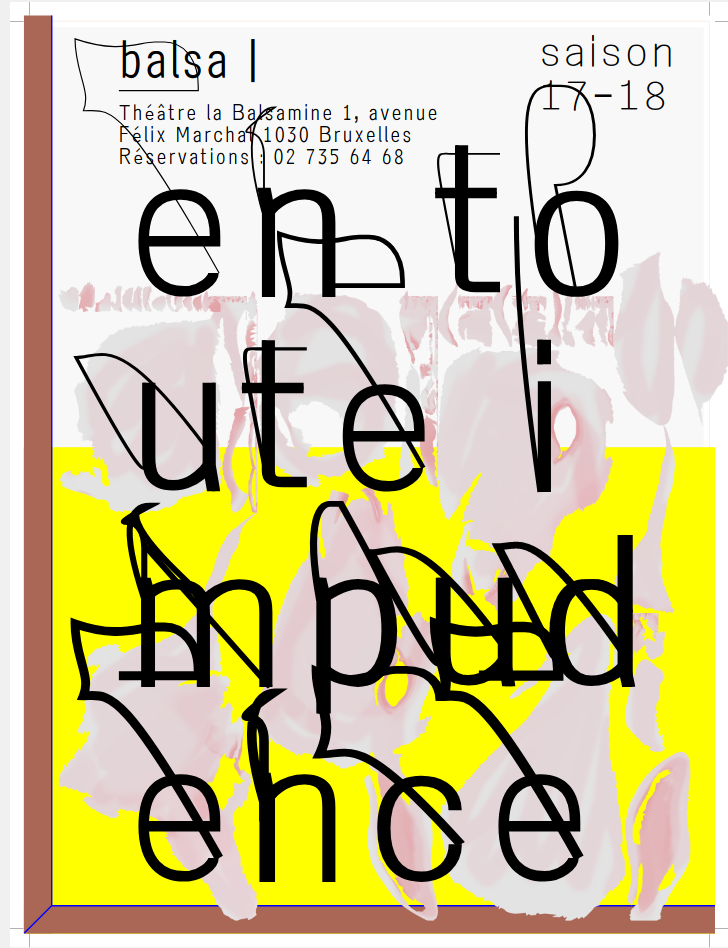 balsa |
saison
17-18
Théâtre la Balsamine 1, avenue
Félix Marchal 1030 Bruxelles
Réservations : 02 735 64 68
en to
ute i
mpud
ence